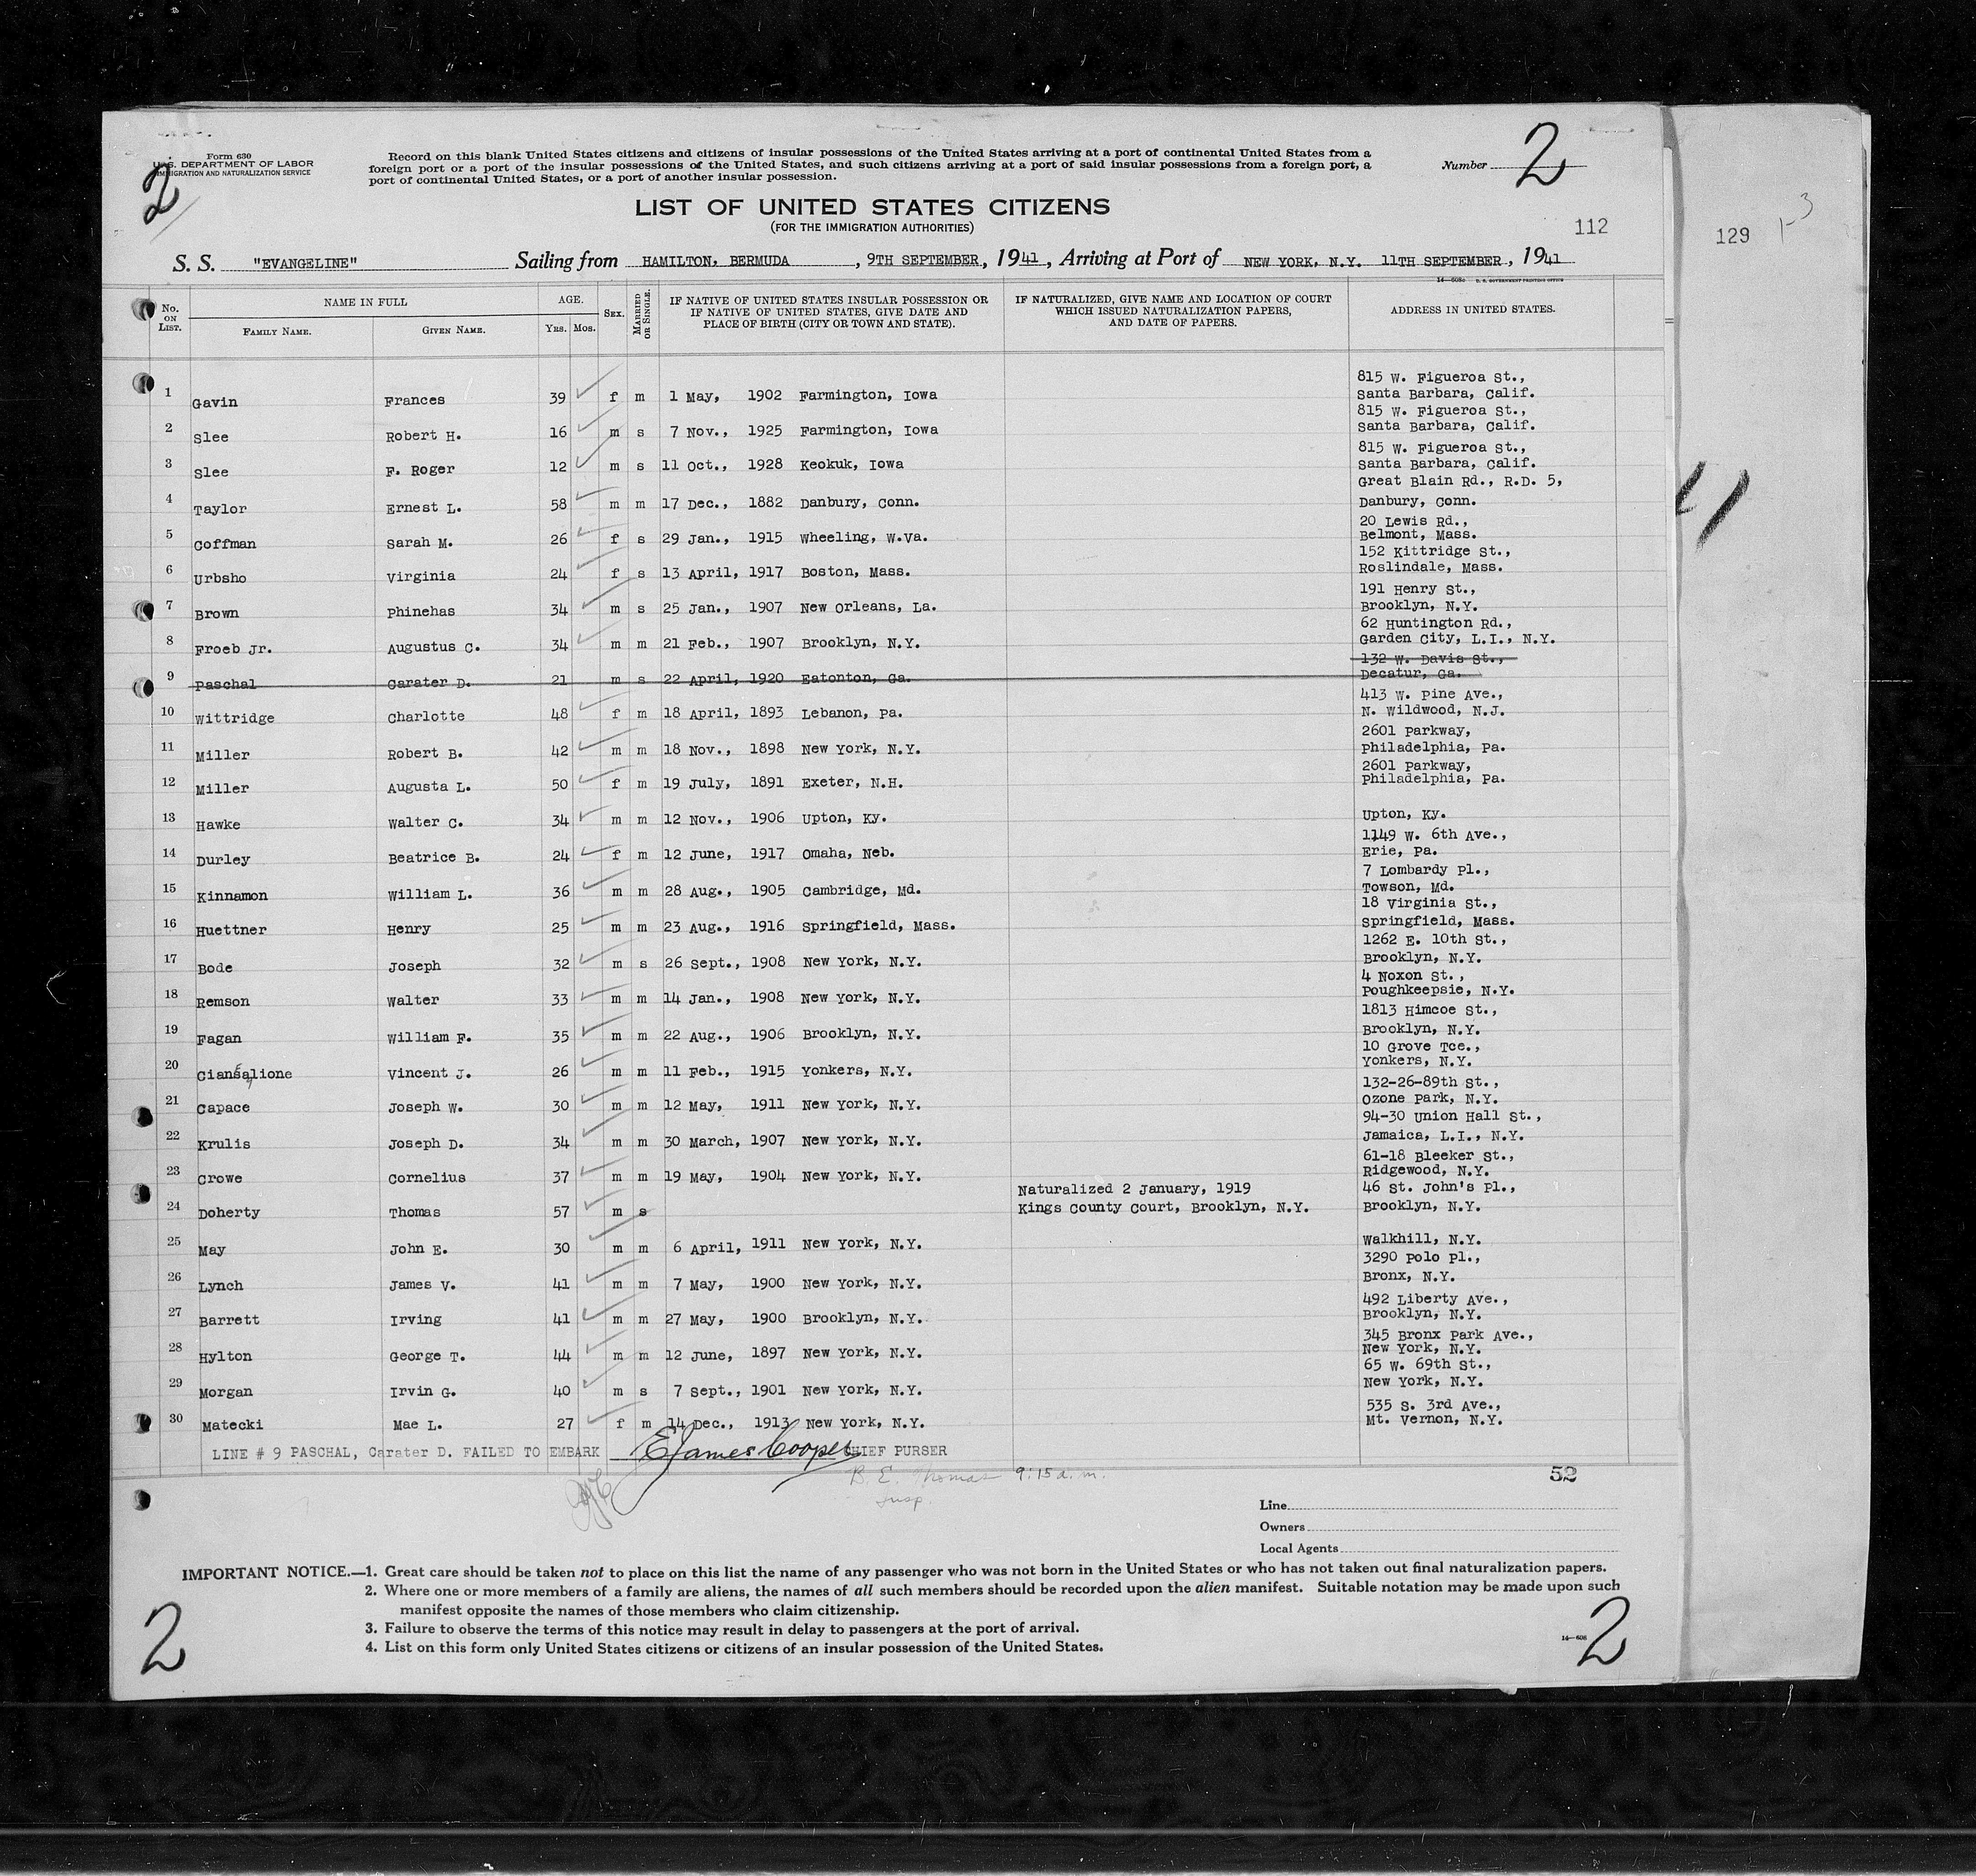 Form 630
U. S. DEPARTMENT OF LABOR
IMMIGRATION AND NATURALIZATION SERVICE
2
Record on this blank United States citizens and citizens of insular possessions of the United States arriving at a port of continental United States from a
foreign port or a port of the insular possessions of the United States, and such citizens arriving at a port of said insular possessions from a foreign port, a
port of continental United States, or a port of another insular possession.
Number 2
LIST OF UNITED STATES CITIZENS
(FOR THE IMMIGRATION AUTHORITIES)
112
129
1-3
S. S. "EVANGELINE" Sailing from HAMILTON, BERMUDA, 9TH SEPTEMBER, 1941, Arriving at Port of NEW YORK, N.Y. 11TH SEPTEMBER, 1941
No. ON LIST. NAME IN FULL FAMILY NAME. GIVEN NAME. AGE. Yrs. Mos. SEX. MARRIED OR SINGLE. IF NATIVE OF UNITED STATES INSULAR POSSESSION OR IF NATIVE OF UNITED STATES, GIVE DATE AND PLACE OF BIRTH (CITY OR TOWN AND STATE). IF NATURALIZED, GIVE NAME AND LOCATION OF COURT WHICH ISSUED NATURALIZATION PAPERS, AND DATE OF PAPERS. ADDRESS IN UNITED STATES.
1 Gavin Frances 39 f m 1 May, 1902 Farmington, Iowa 815 W. Figueroa St., Santa Barbara, Calif.
2 Slee Robert H. 16 m s 7 Nov., 1925 Farmington, Iowa 815 W. Figueroa St., Santa Barbara, Calif.
3 Slee F. Roger 12 m s 11 Oct., 1928 Keokuk, Iowa 815 W. Figueroa St., Santa Barbara, Calif.
4 Taylor Ernest L. 58 m m 17 Dec., 1882 Danbury, Conn. Great Blain Rd., R.D. 5, Danbury, Conn.
5 Coffman Sarah M. 26 f s 29 Jan., 1915 Wheeling, W.Va. 20 Lewis Rd., Belmont, Mass.
6 Urbsho Virginia 24 f s 13 April, 1917 Boston, Mass. 152 Kittridge St., Roslindale, Mass.
7 Brown Phinehas 34 m s 25 Jan., 1907 New Orleans, La. 191 Henry St., Brooklyn, N.Y.
8 Froeb Jr. Augustus C. 34 m m 21 Feb., 1907 Brooklyn, N.Y. 62 Huntington Rd., Garden City, L.I., N.Y.
9 Paschal Carater D. 21 m s 22 April, 1920 Eatonton, Ga. 132 W. Davis St., Decatur, Ga.
10 Wittridge Charlotte 48 f m 18 April, 1893 Lebanon, Pa. 413 W. Pine Ave., N. Wildwood, N.J.
11 Miller Robert B. 42 m m 18 Nov., 1898 New York, N.Y. 2601 Parkway, Philadelphia, Pa.
12 Miller Augusta L. 50 f m 19 July, 1891 Exeter, N.H. 2601 Parkway, Philadelphia, Pa.
13 Hawke Walter C. 34 m m 12 Nov., 1906 Upton, Ky. Upton, Ky.
14 Durley Beatrice B. 24 f m 12 June, 1917 Omaha, Neb. 1149 W. 6th Ave., Erie, Pa.
15 Kinnamon William L. 36 m m 28 Aug., 1905 Cambridge, Md. 7 Lombardy Pl., Towson, Md.
16 Huettner Henry 25 m m 23 Aug., 1916 Springfield, Mass. 18 Virginia St., Springfield, Mass.
17 Bode Joseph 32 m s 26 Sept., 1908 New York, N.Y. 1262 E. 10th St., Brooklyn, N.Y.
18 Remson Walter 33 m m 14 Jan., 1908 New York, N.Y. 4 Noxon St., Poughkeepsie, N.Y.
19 Fagan William F. 35 m m 22 Aug., 1906 Brooklyn, N.Y. 1813 Himcoe St., Brooklyn, N.Y.
20 Vincent J. 26 m m 11 Feb., 1915 Yonkers, N.Y. 10 Grove Tce., Yonkers, N.Y.
21 Capace Joseph W. 30 m m 12 May, 1911 New York, N.Y. 132-26-89th St., Ozone Park, N.Y.
22 Krulis Joseph D. 34 m m 30 March, 1907 New York, N.Y. 94-30 Union Hall St., Jamaica, L.I., N.Y.
23 Crowe Cornelius 37 m m 19 May, 1904 New York, N.Y. 61-18 Bleeker St., Ridgewood, N.Y.
24 Doherty Thomas 57 m s Naturalized 2 January, 1919 Kings County Court, Brooklyn, N.Y. 46 St. John's Pl., Brooklyn, N.Y.
25 May John E. 30 m m 6 April, 1911 New York, N.Y. Walkhill, N.Y.
26 Lynch James V. 41 m m 7 May, 1900 New York, N.Y. 3290 Polo Pl., Bronx, N.Y.
27 Barrett Irving 41 m m 27 May, 1900 Brooklyn, N.Y. 492 Liberty Ave., Brooklyn, N.Y.
28 Hylton George T. 44 m m 12 June, 1897 New York, N.Y. 345 Bronx Park Ave., New York, N.Y.
29 Morgan Irvin G. 40 m s 7 Sept., 1901 New York, N.Y. 65 W. 69th St., New York, N.Y.
30 Matecki Mae L. 27 f m 14 Dec., 1913 New York, N.Y. 535 S. 3rd Ave., Mt. Vernon, N.Y.
LINE # 9 PASCHAL, Carater D. FAILED TO EMBARK E James Cooper CHIEF PURSER
B. E. Thomas 9:15 a.m.
Insp.
52
Line
Owners
Local Agents
IMPORTANT NOTICE.—1. Great care should be taken not to place on this list the name of any passenger who was not born in the United States or who has not taken out final naturalization papers.
2. Where one or more members of a family are aliens, the names of all such members should be recorded upon the alien manifest. Suitable notation may be made upon such
manifest opposite the names of those members who claim citizenship.
3. Failure to observe the terms of this notice may result in delay to passengers at the port of arrival.
4. List on this form only United States citizens or citizens of an insular possession of the United States.
2
2